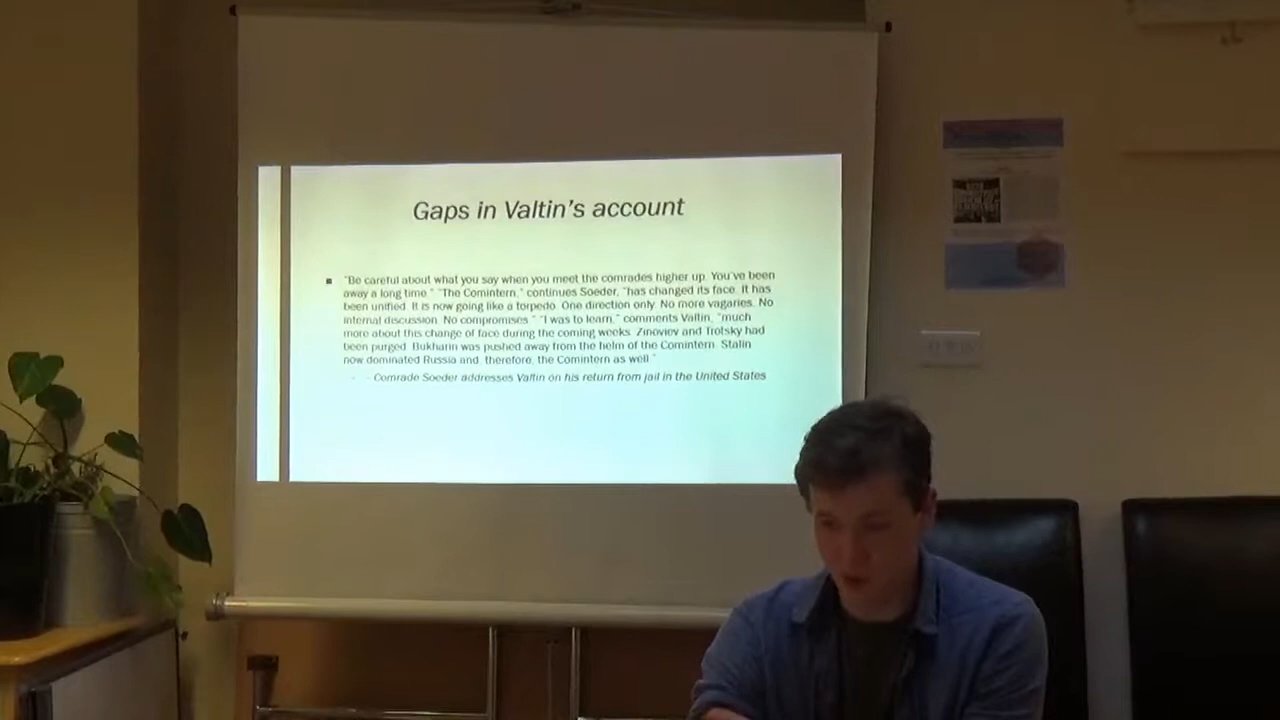 Gaps in Valtin's account
"Be careful about what you say when you meet the comrades higher up. You've been
away a long time." "The Comintern," continues Soeder, "has changed its face. It has
been unified. It is now going like a torpedo. One direction only. No more vagaries. No
internal discussion. No compromises." "I was to learn," comments Valtin, "much
more about this change of face during the coming weeks. Zinoviev and Trotsky had
been purged. Bukharin was pushed away from the helm of the Comintern. Stalin
now dominated Russia and, therefore, the Comintern as well."
- Comrade Soeder addresses Valtin on his return from jail in the United States